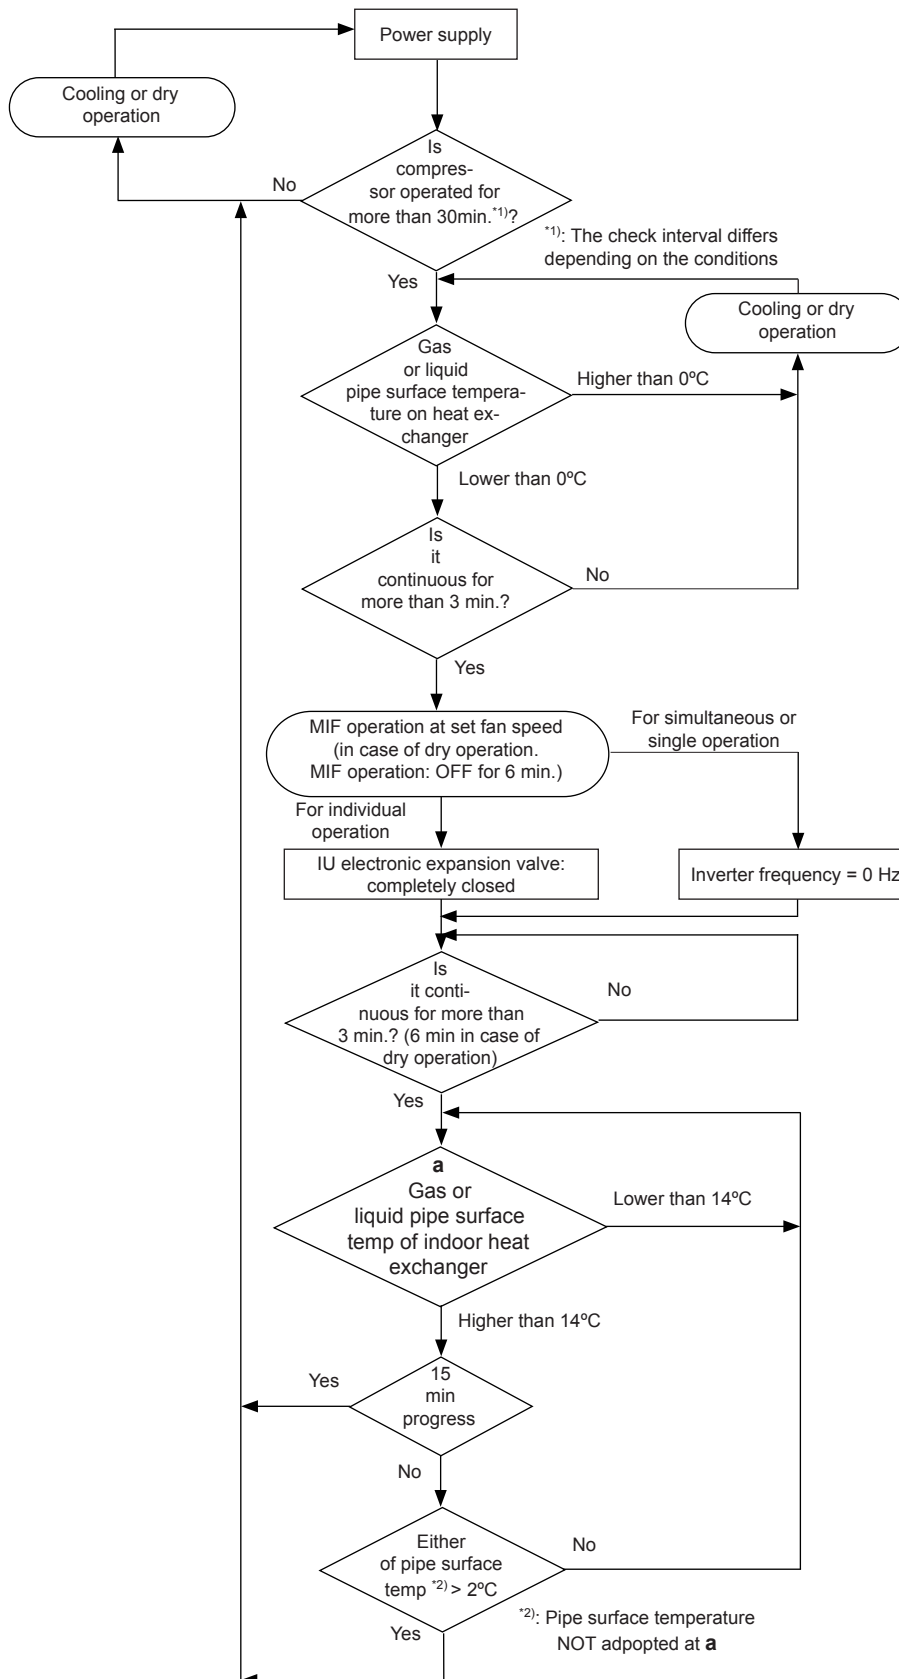 Power supply
Cooling or dry
operation
Is
compres-
sor operated for
more than 30min.*1)?
No
*1): The check interval differs
depending on the conditions
Yes
Cooling or dry
operation
Gas
or liquid
pipe surface tempera-
ture on heat ex-
changer
Higher than 0ºC
Lower than 0ºC
Is
it
continuous for
more than 3 min.?
No
Yes
MIF operation at set fan speed
(in case of dry operation.
MIF operation: OFF for 6 min.)
For simultaneous or
single operation
For individual
operation
IU electronic expansion valve:
completely closed
Inverter frequency = 0 Hz
Is
it conti-
nuous for more than
3 min.? (6 min in case of
dry operation)
No
Yes
a
Gas or
liquid pipe surface
temp of indoor heat
exchanger
Lower than 14ºC
Higher than 14ºC
15
min
progress
Yes
No
Either
of pipe surface
temp *2) > 2ºC
No
*2): Pipe surface temperature
NOT adpopted at a
Yes